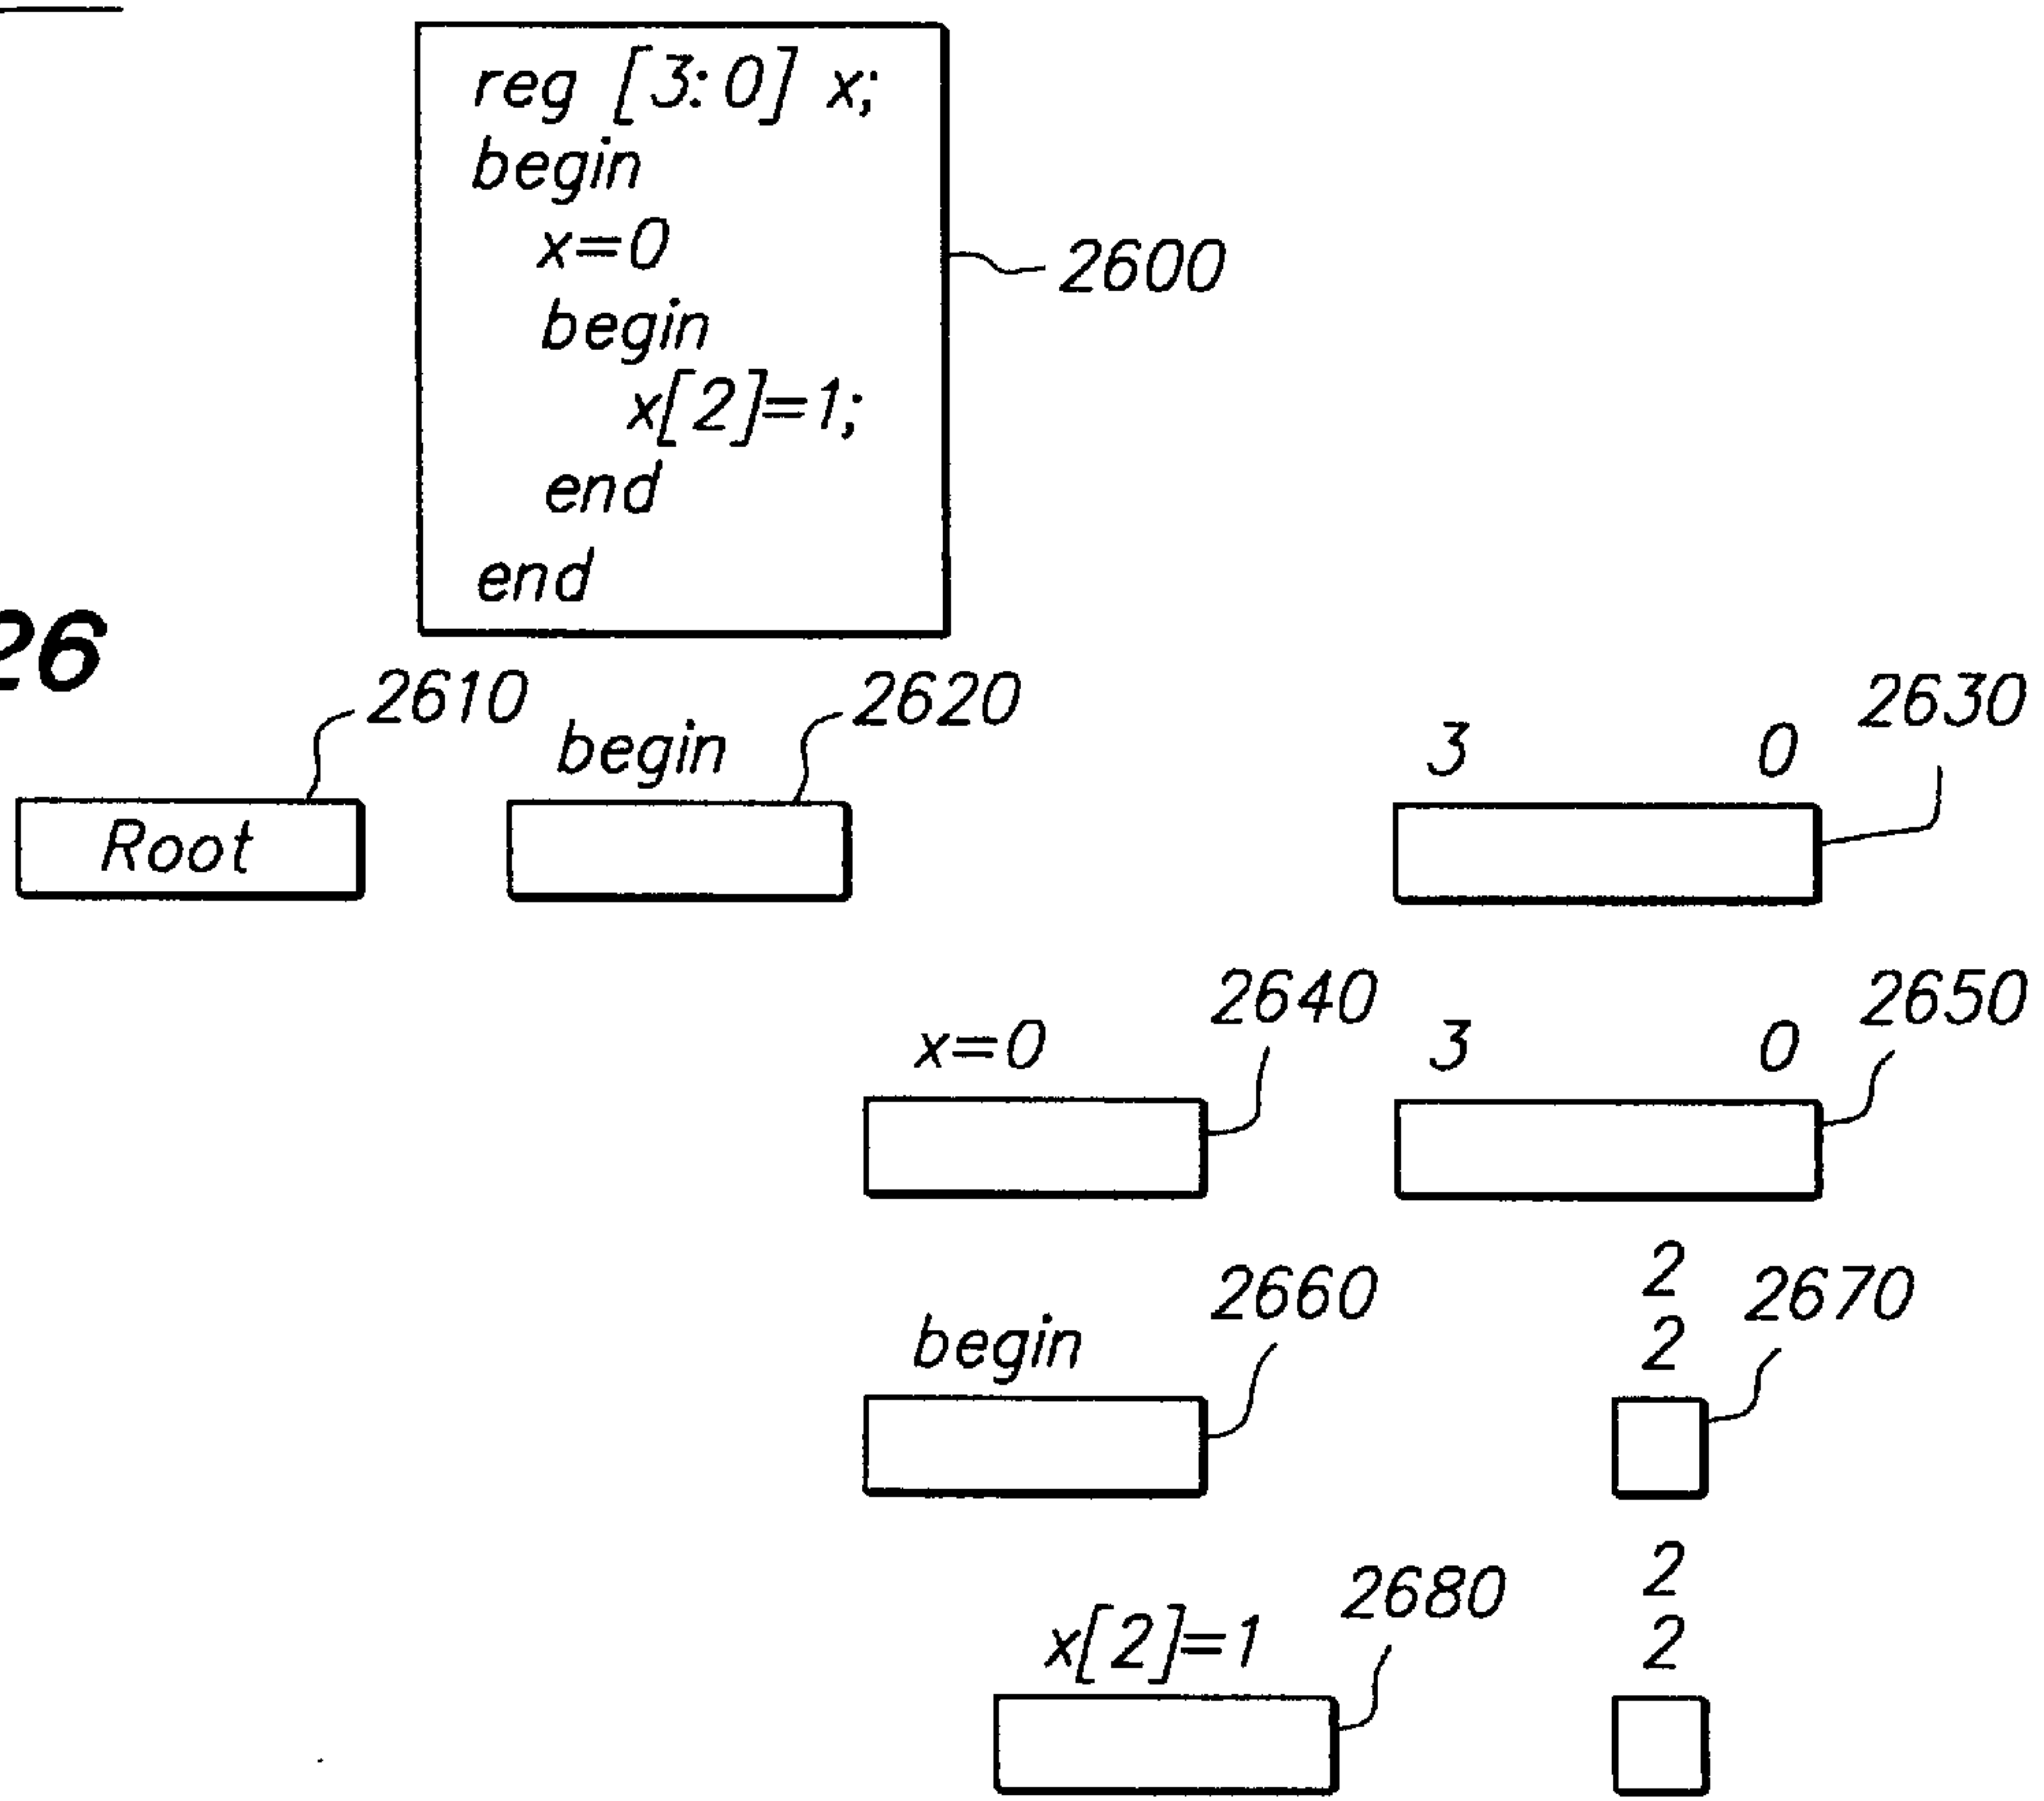 reg [3:0] x;
begin
x=0
begin
x[2]=1;
end
end
2600
26
2610
begin
2620
3 0
2630
Root
x=0
2640
3 0
2650
begin
2660
2
2
2670
x[2]=1
2680
2
2